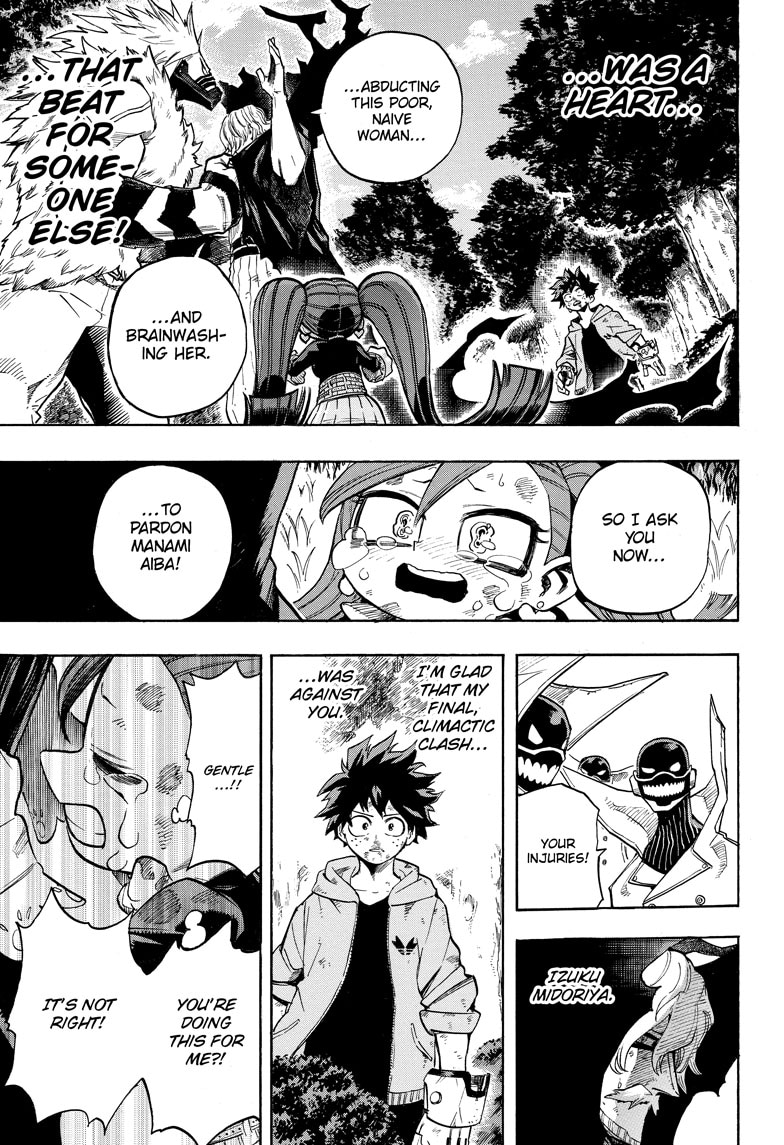 ...WAS A
HEART...
...ABDUCTING
THIS POOR,
NAIVE
WOMAN...
...THAT
BEAT
FOR
SOME-
ONE
ELSE!
...AND
BRAINWASH-
ING HER.
SO I ASK
YOU
NOW...
...TO
PARDON
MANAMI
AIBA!
YOUR
INJURIES!
IZUKU
MIDORIYA.
I'M GLAD
THAT MY
FINAL,
CLIMACTIC
CLASH...
...WAS
AGAINST
YOU.
GENTLE
...!!
YOU'RE
DOING
THIS FOR
ME?!
IT'S NOT
RIGHT!